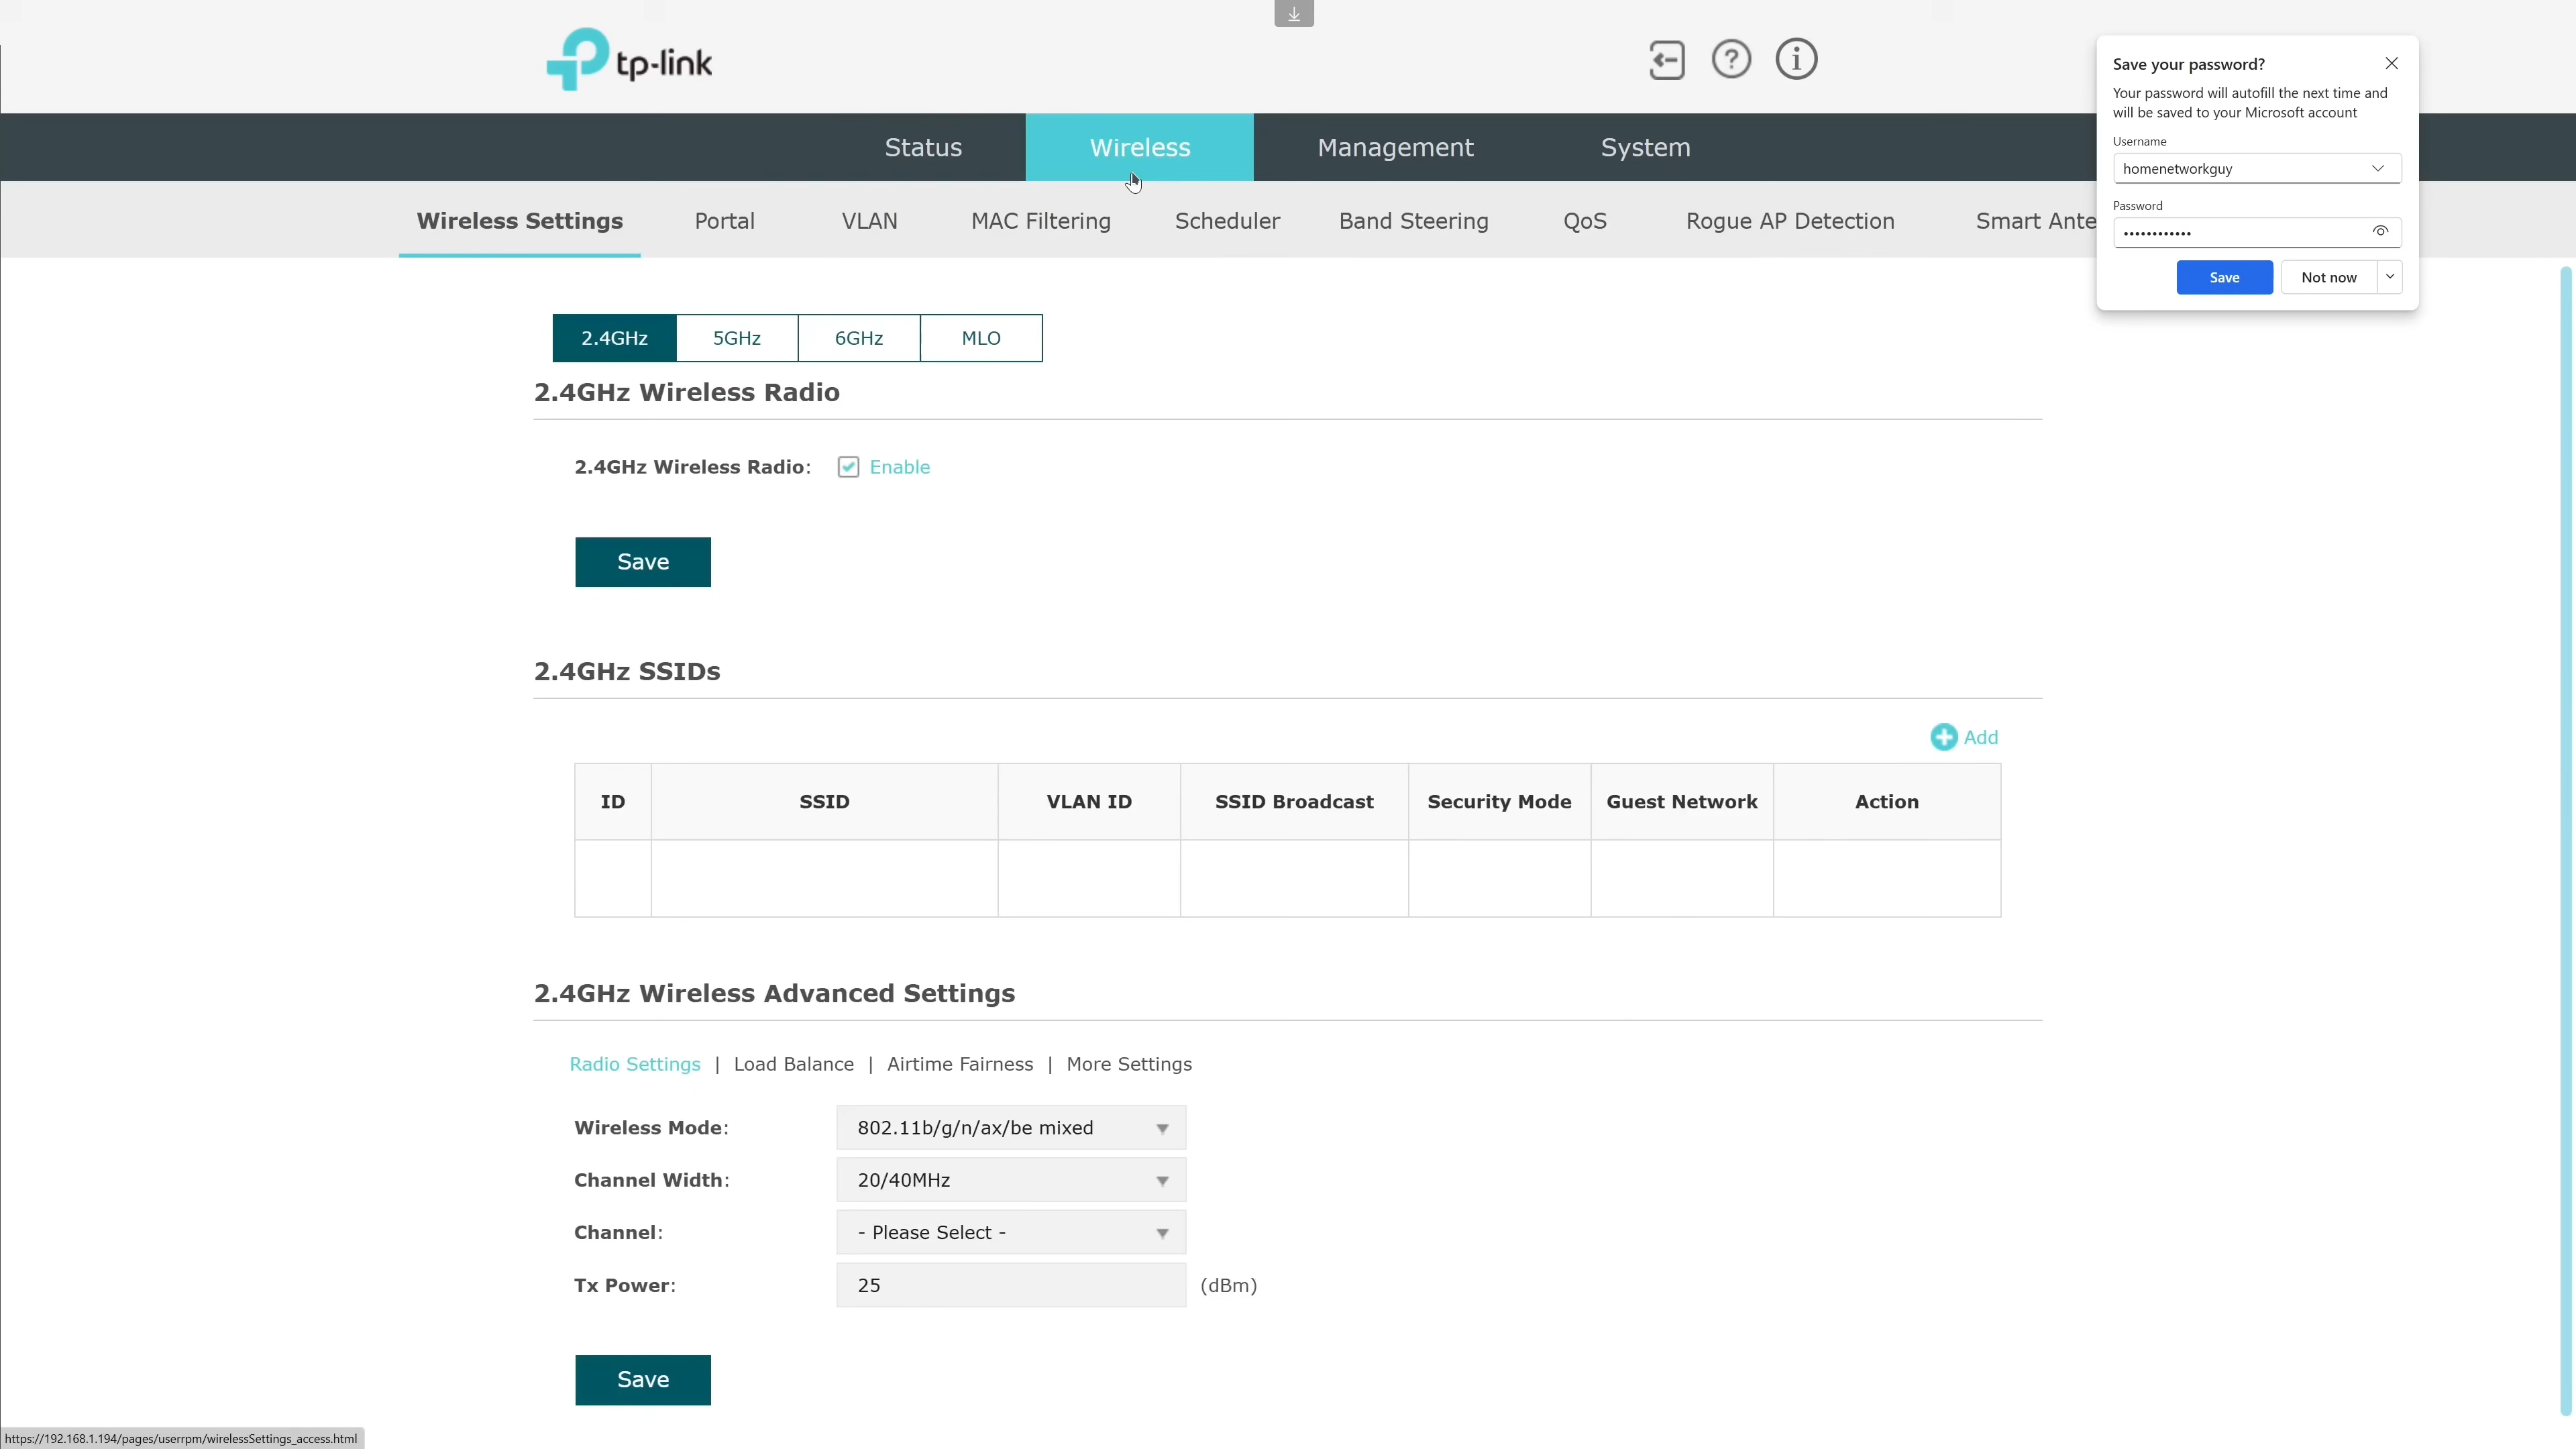 tp-link
Save your password?
Your password will autofill the next time and
will be saved to your Microsoft account
Username
homenetworkguy
Password
••••••••••••
Save Not now
Status Wireless Management System
Wireless Settings Portal VLAN MAC Filtering Scheduler Band Steering QoS Rogue AP Detection Smart Ante
2.4GHz 5GHz 6GHz MLO
2.4GHz Wireless Radio
2.4GHz Wireless Radio: Enable
Save
2.4GHz SSIDs
Add
ID SSID VLAN ID SSID Broadcast Security Mode Guest Network Action
2.4GHz Wireless Advanced Settings
Radio Settings | Load Balance | Airtime Fairness | More Settings
Wireless Mode: 802.11b/g/n/ax/be mixed
Channel Width: 20/40MHz
Channel: - Please Select -
Tx Power: 25 (dBm)
Save
https://192.168.1.194/pages/userrpm/wirelessSettings_access.html